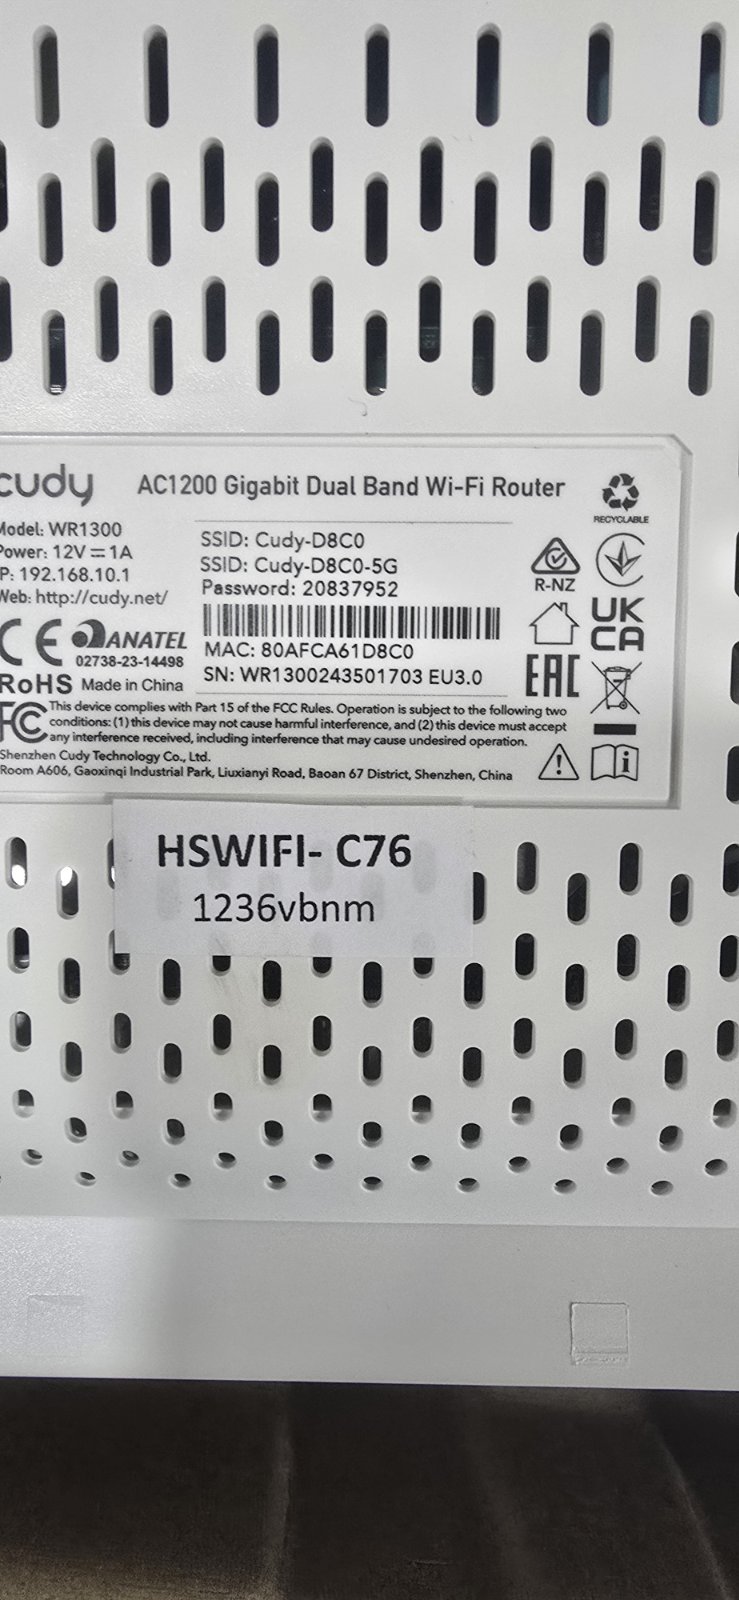 cudy
AC1200 Gigabit Dual Band Wi-Fi Router
RECYCLABLE
Model: WR1300
Power: 12V⎓1A
IP: 192.168.10.1
Web: http://cudy.net/
SSID: Cudy-D8C0
SSID: Cudy-D8C0-5G
Password: 20837952
R-NZ
UK
CA
CE ANATEL
02738-23-14498
MAC: 80AFCA61D8C0
SN: WR1300243501703 EU3.0
EAC
RoHS Made in China
FC This device complies with Part 15 of the FCC Rules. Operation is subject to the following two
conditions: (1) this device may not cause harmful interference, and (2) this device must accept
any interference received, including interference that may cause undesired operation.
Shenzhen Cudy Technology Co., Ltd.
Room A606, Gaoxinqi Industrial Park, Liuxianyi Road, Baoan 67 District, Shenzhen, China
HSWIFI- C76
1236vbnm